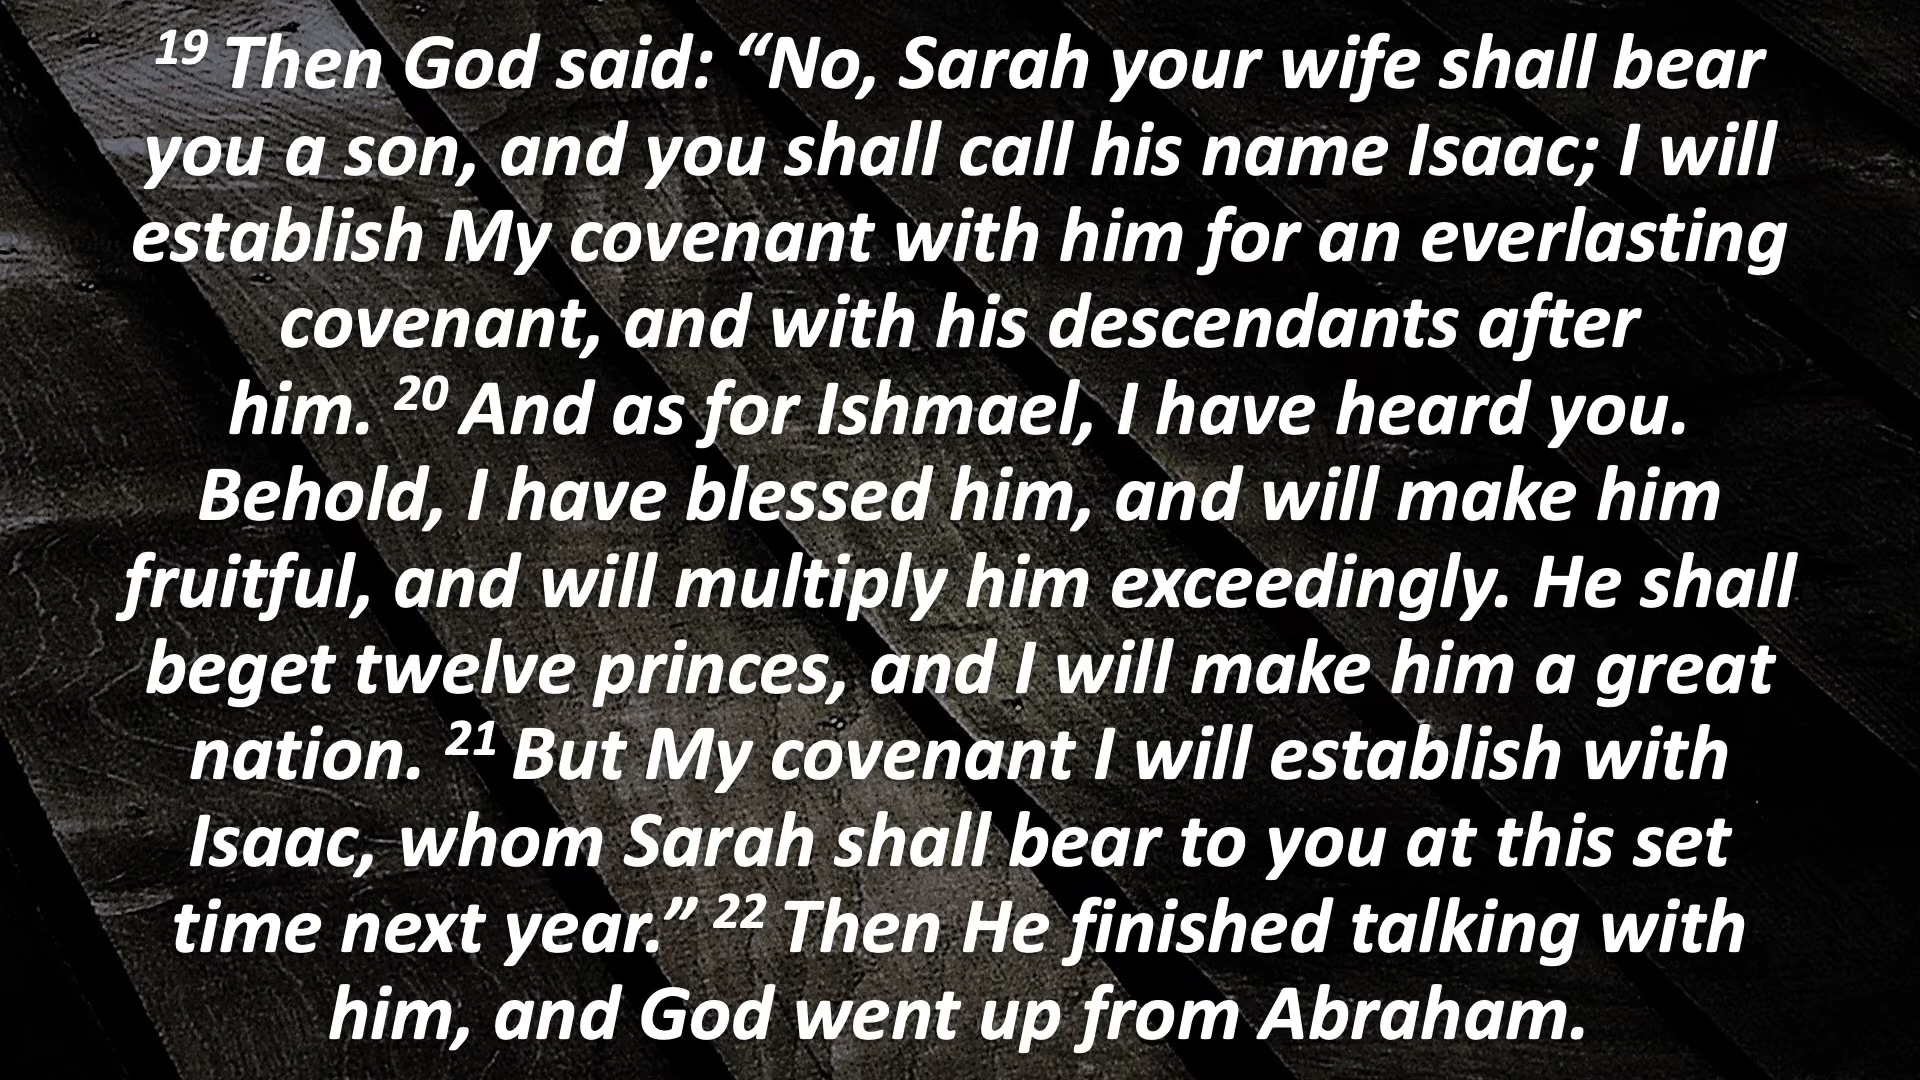 19 Then God said: “No, Sarah your wife shall bear
you a son, and you shall call his name Isaac; I will
establish My covenant with him for an everlasting
covenant, and with his descendants after
him. 20 And as for Ishmael, I have heard you.
Behold, I have blessed him, and will make him
fruitful, and will multiply him exceedingly. He shall
beget twelve princes, and I will make him a great
nation. 21 But My covenant I will establish with
Isaac, whom Sarah shall bear to you at this set
time next year.” 22 Then He finished talking with
him, and God went up from Abraham.